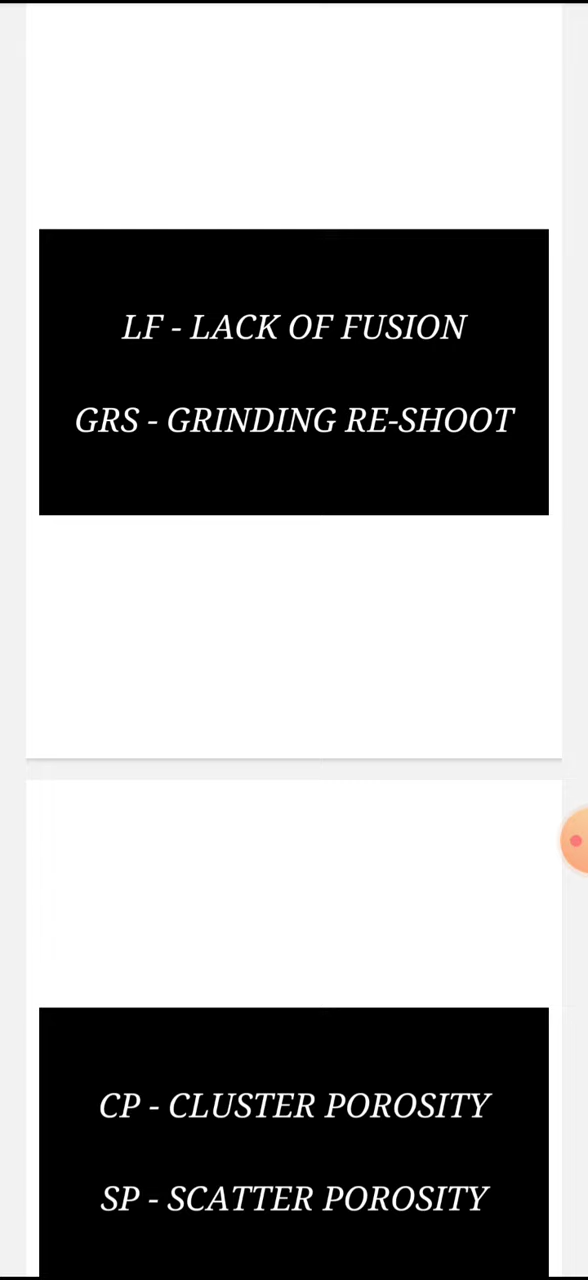 LF - LACK OF FUSION
GRS - GRINDING RE-SHOOT
CP - CLUSTER POROSITY
SP - SCATTER POROSITY